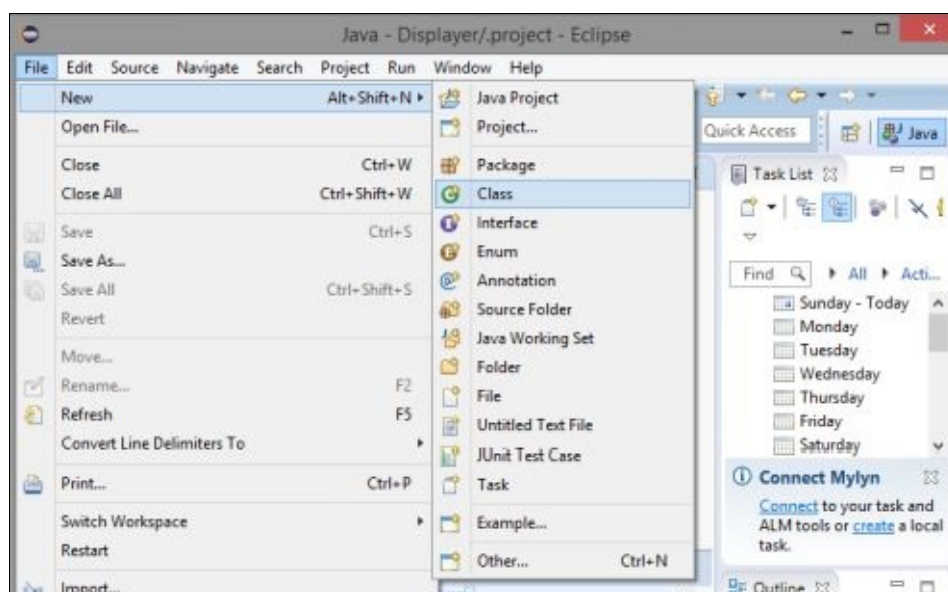 Java - Displayer/.project - Eclipse
File Edit Source Navigate Search Project Run Window Help
New Alt+Shift+N
Open File...
Close Ctrl+W
Close All Ctrl+Shift+W
Save Ctrl+S
Save As...
Save All Ctrl+Shift+S
Revert
Move...
Rename... F2
Refresh F5
Convert Line Delimiters To
Print... Ctrl+P
Switch Workspace
Restart
Import...
Java Project
Project...
Package
Class
Interface
Enum
Annotation
Source Folder
Java Working Set
Folder
File
Untitled Text File
JUnit Test Case
Task
Example...
Other... Ctrl+N
Quick Access Java
Task List
Find All Acti...
Sunday - Today
Monday
Tuesday
Wednesday
Thursday
Friday
Saturday
Connect Mylyn
Connect to your task and
ALM tools or create a local
task.
Outline